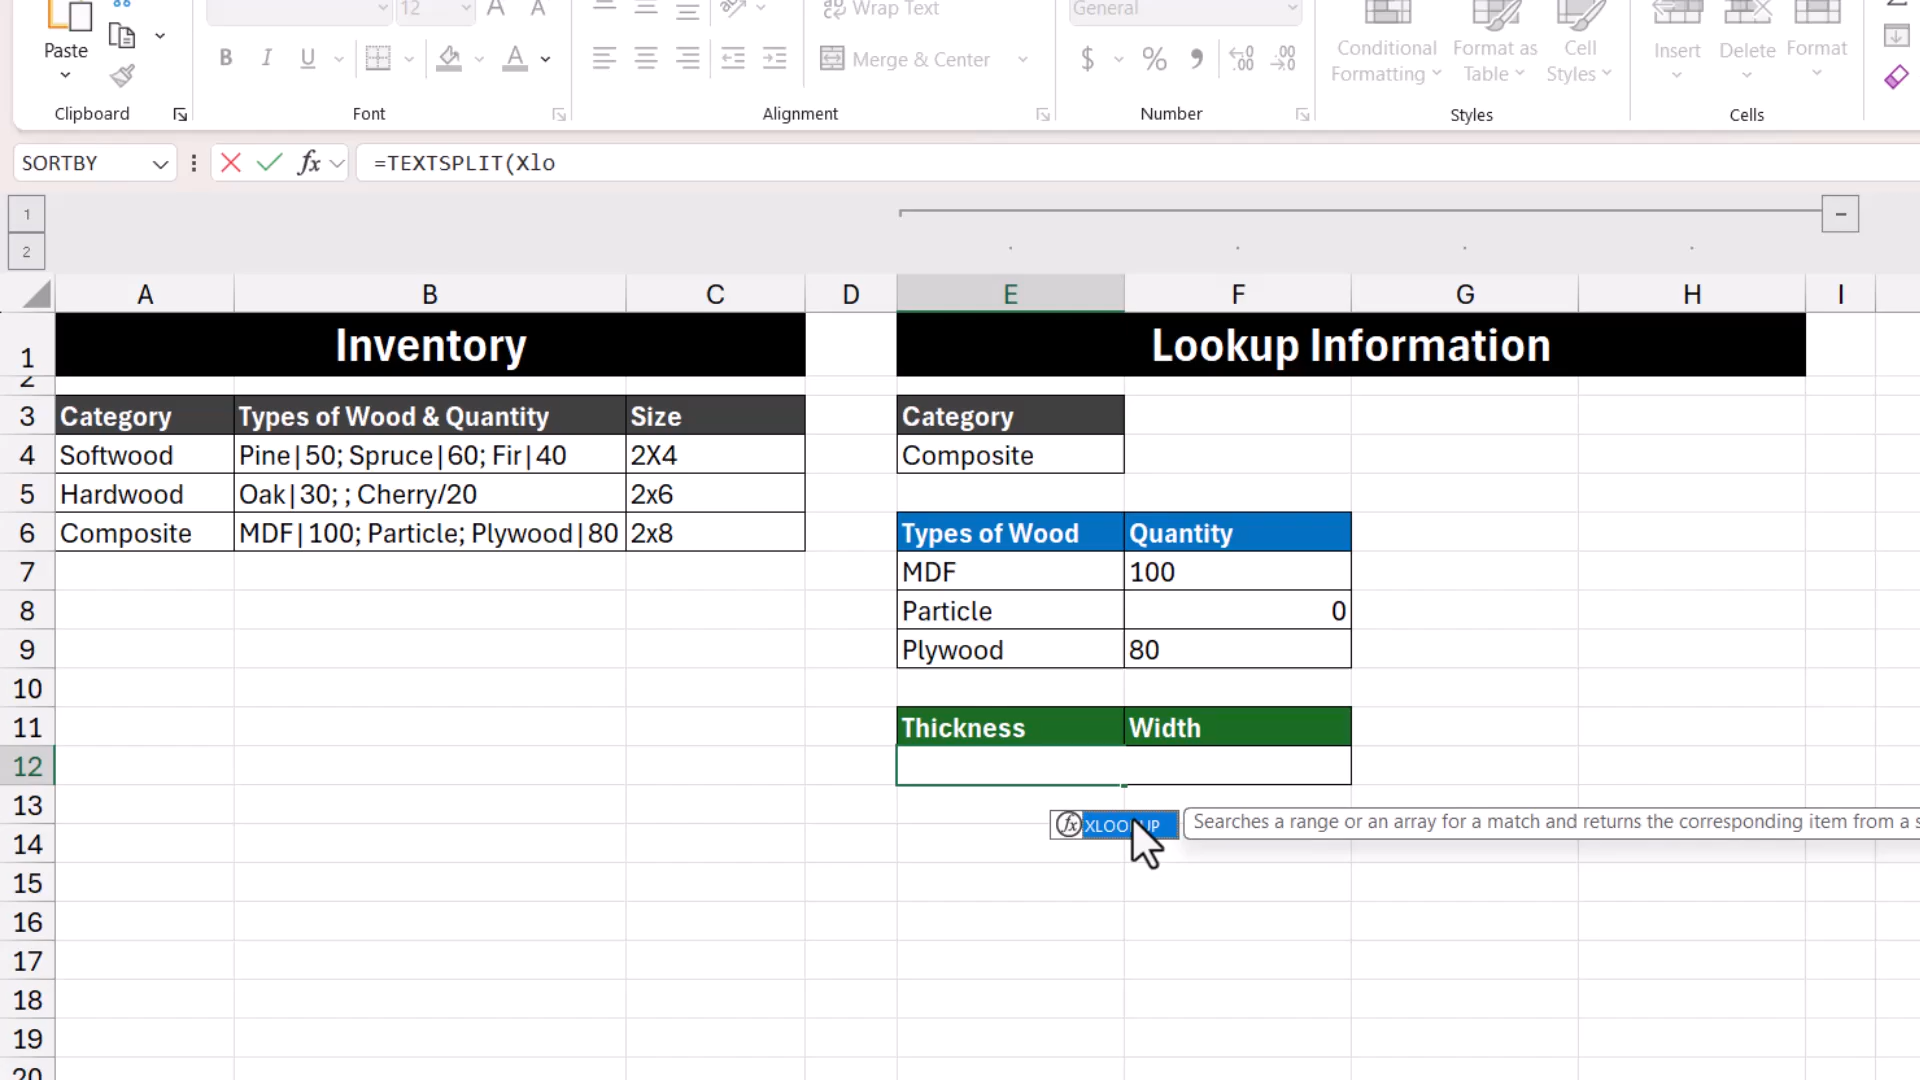 12 A A Wrap Text General
Paste B I U Merge & Center $ % , Conditional Formatting Format as Table Cell Styles Insert Delete Format
Clipboard Font Alignment Number Styles Cells
SORTBY fx =TEXTSPLIT(Xlo
1
2
A B C D E F G H I
1 Inventory Lookup Information
2
3 Category Types of Wood & Quantity Size Category
4 Softwood Pine|50; Spruce|60; Fir|40 2X4 Composite
5 Hardwood Oak|30; ; Cherry/20 2x6
6 Composite MDF|100; Particle; Plywood|80 2x8 Types of Wood Quantity
7 MDF 100
8 Particle 0
9 Plywood 80
10
11 Thickness Width
12
13 fx XLOOKUP Searches a range or an array for a match and returns the corresponding item from a
14
15
16
17
18
19
20